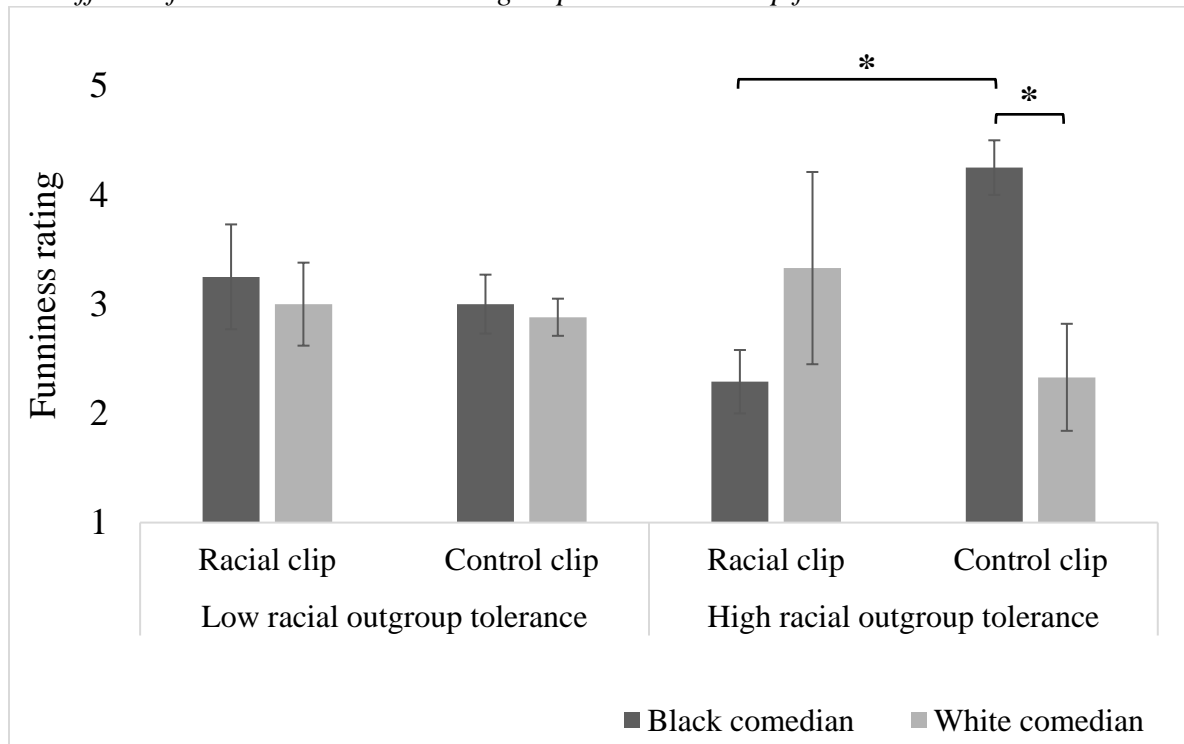 *
5
*
4
Funniness rating
3
2
1
Racial clip Control clip Racial clip Control clip
Low racial outgroup tolerance High racial outgroup tolerance
Black comedian White comedian